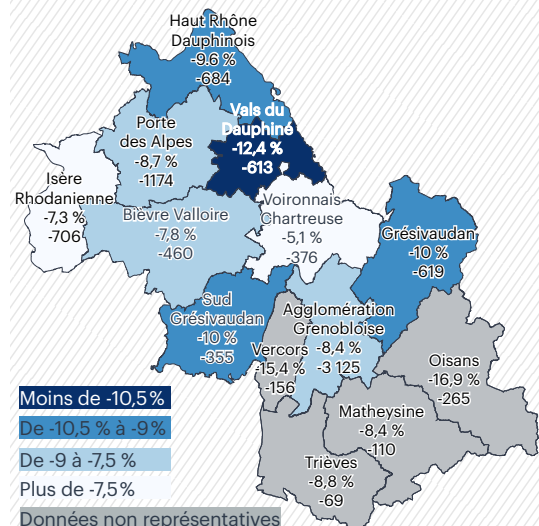 Haut Rhône
Dauphinois
-9.6 %
-684
Vals du
Dauphiné
-12,4 %
-613
Porte
des Alpes
-8,7 %
-1174
Isère
Rhodanienne
-7,3 %
-706
Bièvre Valloire
-7,8 %
-460
Voironnais
Chartreuse
-5,1 %
-376
Grésivaudan
-10 %
-619
Sud
Grésivaudan
-10 %
-355
Agglomération
Grenobloise
-8,4 %
-3 125
Vercors
-15,4 %
-156
Oisans
-16,9 %
-265
Matheysine
-8,4 %
-110
Trièves
-8,8 %
-69
Moins de -10,5 %
De -10,5 % à -9 %
De -9 à -7,5 %
Plus de -7,5 %
Données non représentatives